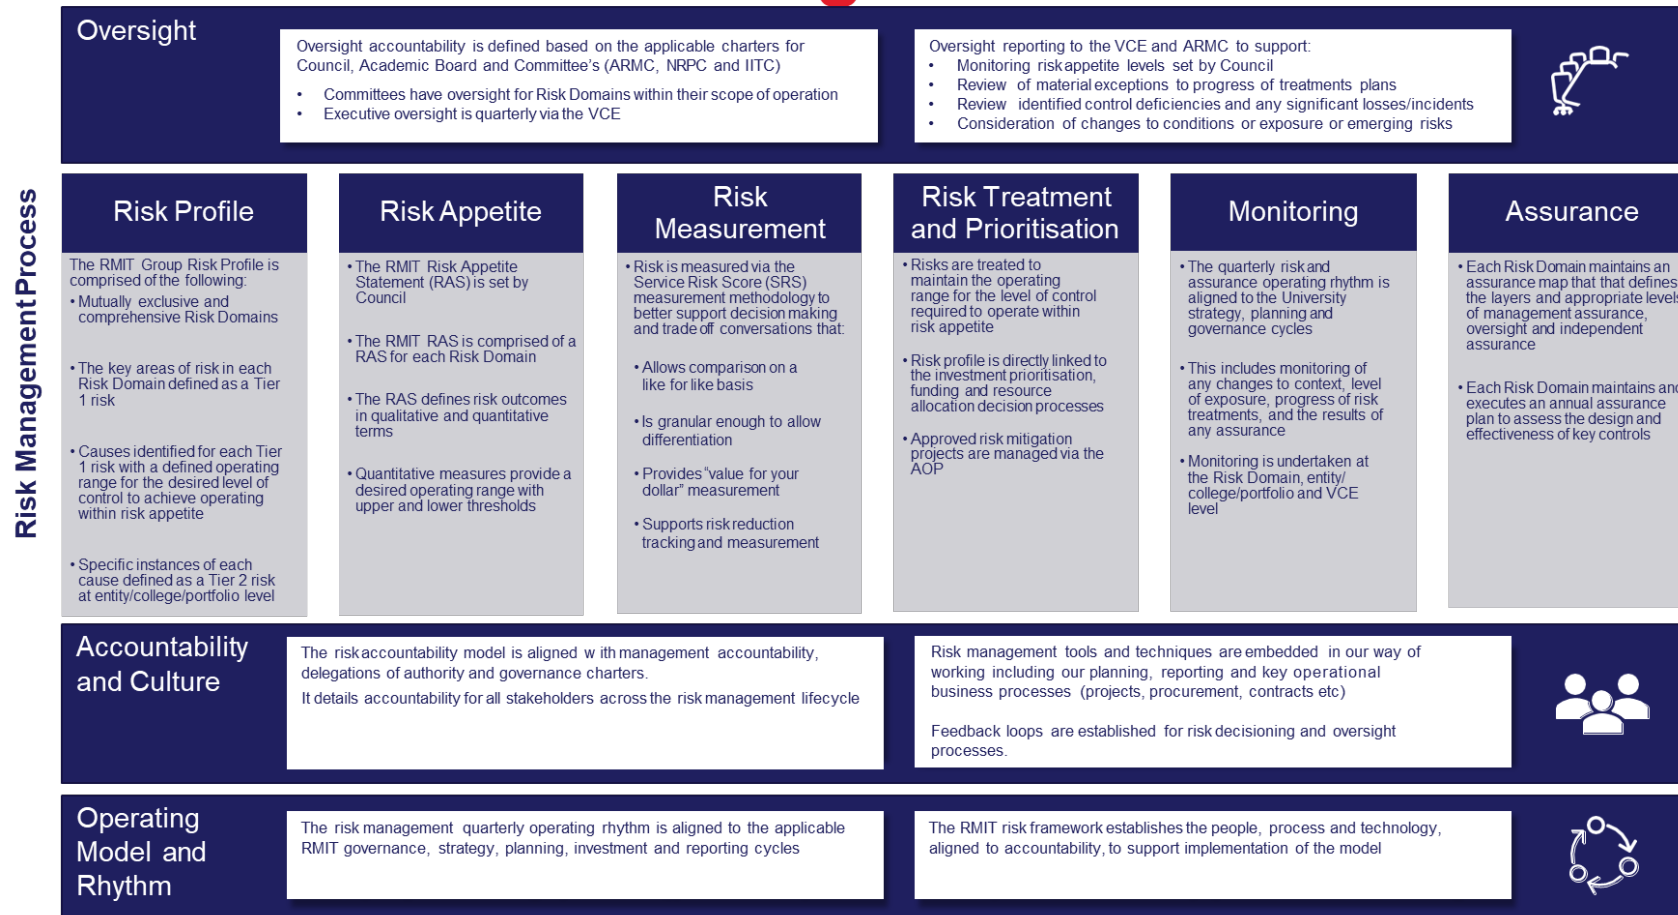 Oversight
Oversight accountability is defined based on the applicable charters for
Council, Academic Board and Committee's (ARMC, NRPC and IITC)
• Committees have oversight for Risk Domains within their scope of operation
• Executive oversight is quarterly via the VCE
Oversight reporting to the VCE and ARMC to support:
• Monitoring risk appetite levels set by Council
• Review of material exceptions to progress of treatments plans
• Review identified control deficiencies and any significant losses/incidents
• Consideration of changes to conditions or exposure or emerging risks
Risk Management Process
Risk Profile
The RMIT Group Risk Profile is
comprised of the following:
• Mutually exclusive and
comprehensive Risk Domains
• The key areas of risk in each
Risk Domain defined as a Tier
1 risk
• Causes identified for each Tier
1 risk with a defined operating
range for the desired level of
control to achieve operating
within risk appetite
• Specific instances of each
cause defined as a Tier 2 risk
at entity/college/portfolio level
Risk Appetite
• The RMIT Risk Appetite
Statement (RAS) is set by
Council
• The RMIT RAS is comprised of a
RAS for each Risk Domain
• The RAS defines risk outcomes
in qualitative and quantitative
terms
• Quantitative measures provide a
desired operating range with
upper and lower thresholds
Risk
Measurement
• Risk is measured via the
Service Risk Score (SRS)
measurement methodology to
better support decision making
and trade off conversations that:
• Allows comparison on a
like for like basis
• Is granular enough to allow
differentiation
• Provides “value for your
dollar” measurement
• Supports risk reduction
tracking and measurement
Risk Treatment
and Prioritisation
• Risks are treated to
maintain the operating
range for the level of control
required to operate within
risk appetite
• Risk profile is directly linked to
the investment prioritisation,
funding and resource
allocation decision processes
• Approved risk mitigation
projects are managed via the
AOP
Monitoring
• The quarterly risk and
assurance operating rhythm is
aligned to the University
strategy, planning and
governance cycles
• This includes monitoring of
any changes to context, level
of exposure, progress of risk
treatments, and the results of
any assurance
• Monitoring is undertaken at
the Risk Domain, entity/
college/portfolio and VCE
level
Assurance
• Each Risk Domain maintains an
assurance map that that defines
the layers and appropriate levels
of management assurance,
oversight and independent
assurance
• Each Risk Domain maintains and
executes an annual assurance
plan to assess the design and
effectiveness of key controls
Accountability
and Culture
The risk accountability model is aligned with management accountability,
delegations of authority and governance charters.
It details accountability for all stakeholders across the risk management lifecycle
Risk management tools and techniques are embedded in our way of
working including our planning, reporting and key operational
business processes (projects, procurement, contracts etc)
Feedback loops are established for risk decisioning and oversight
processes.
Operating
Model and
Rhythm
The risk management quarterly operating rhythm is aligned to the applicable
RMIT governance, strategy, planning, investment and reporting cycles
The RMIT risk framework establishes the people, process and technology,
aligned to accountability, to support implementation of the model